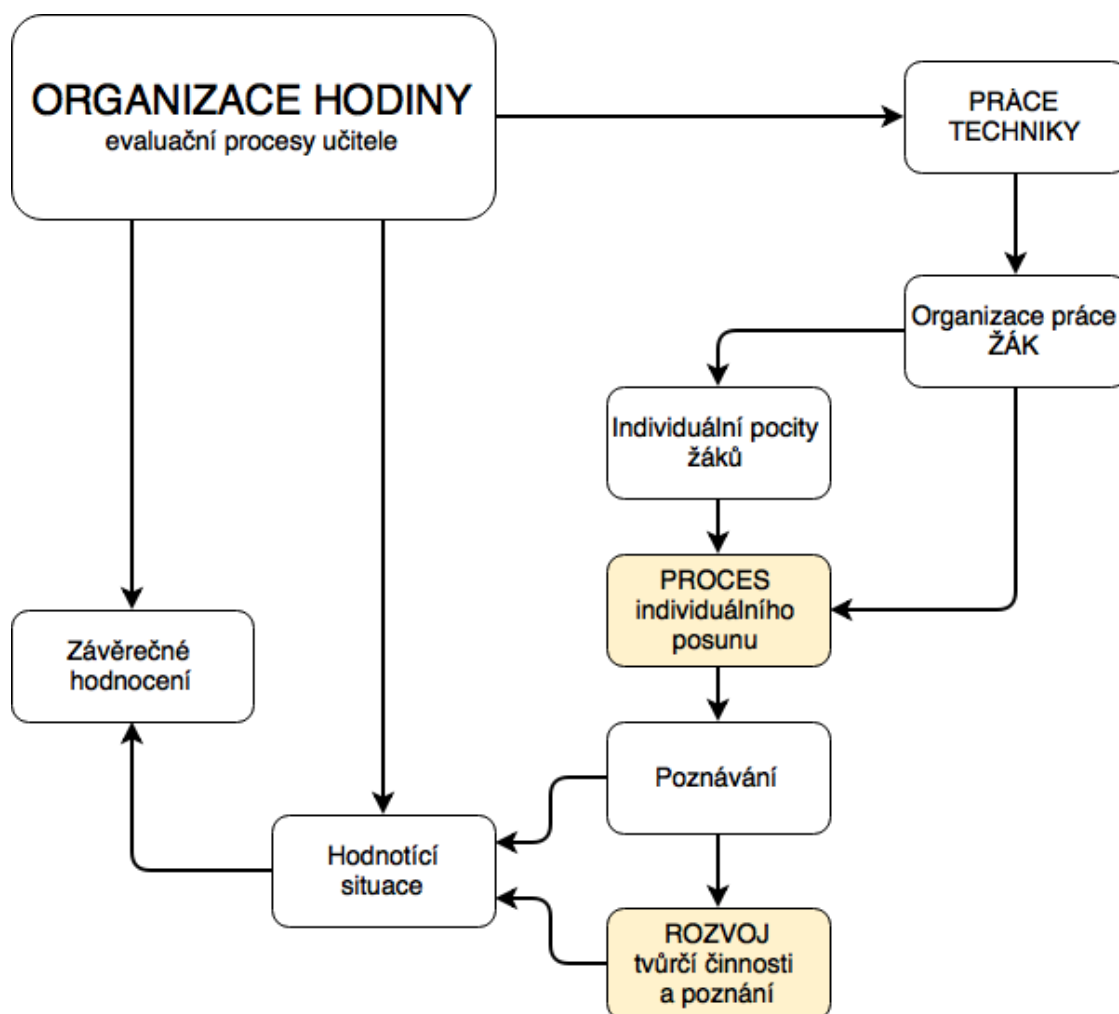 ORGANIZACE HODINY
evaluační procesy učitele
PRÁCE
TECHNIKY
Organizace práce
ŽÁK
Individuální pocity
žáků
PROCES
individuálního
posunu
Závěrečné
hodnocení
Poznávání
Hodnotící
situace
ROZVOJ
tvůrčí činnosti
a poznání